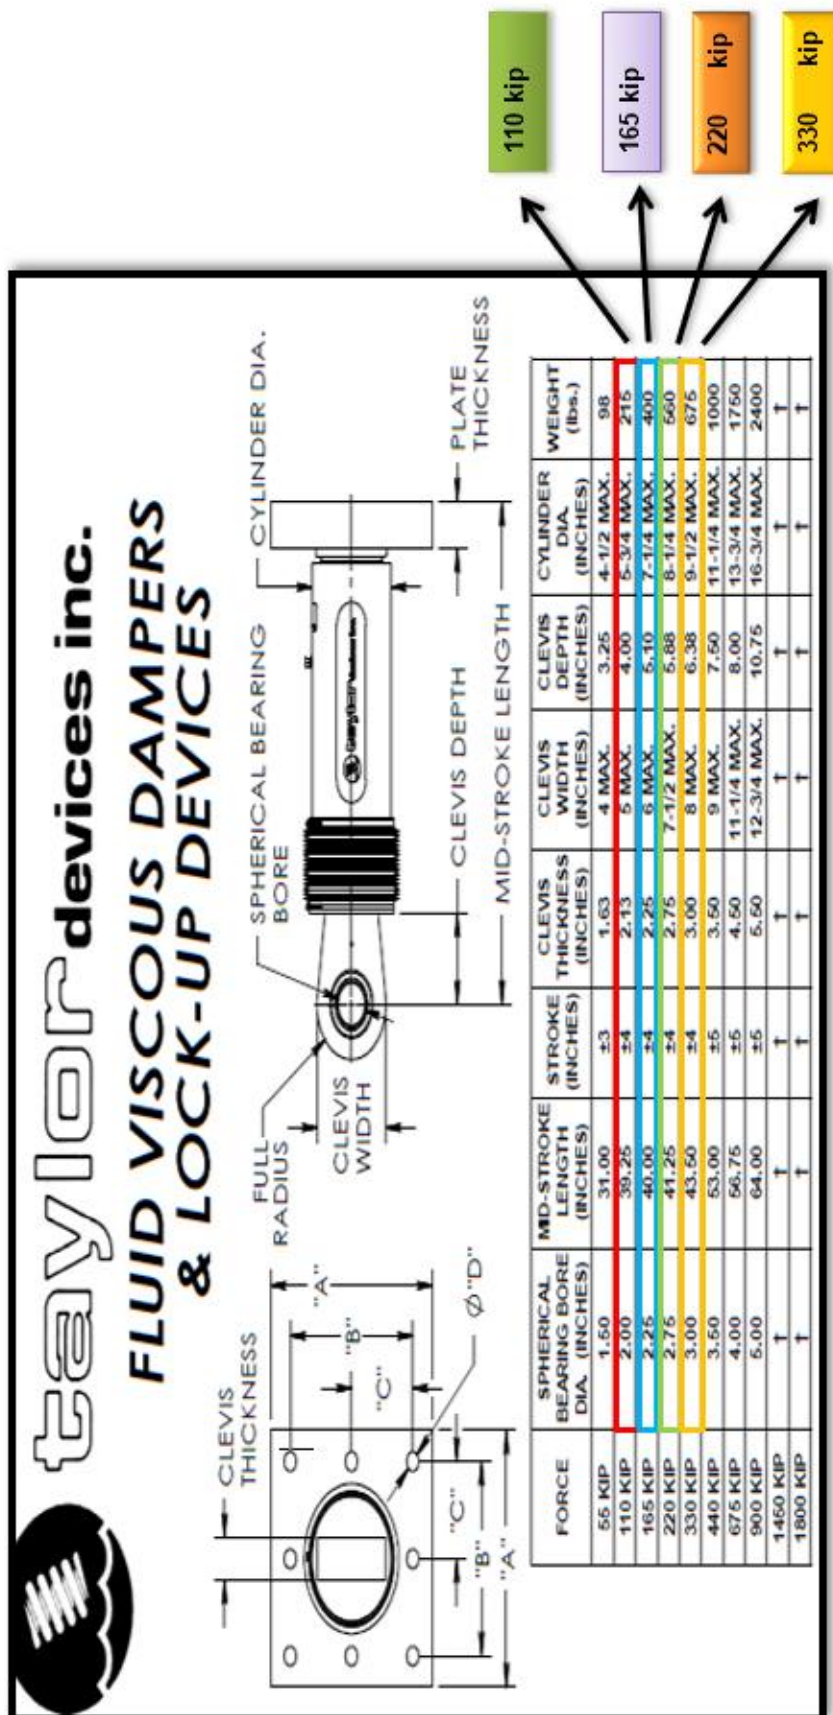 taylor devices inc.
FLUID VISCOUS DAMPERS
& LOCK-UP DEVICES
CLEVIS
THICKNESS
"A"
"B"
"C"
Ø"D"
"C"
"B"
"A"
FULL
RADIUS
CLEVIS
WIDTH
SPHERICAL BEARING
BORE
CYLINDER DIA.
CLEVIS DEPTH
MID-STROKE LENGTH
PLATE
THICKNESS
FORCE SPHERICAL BEARING BORE DIA. (INCHES) MID-STROKE LENGTH (INCHES) STROKE (INCHES) CLEVIS THICKNESS (INCHES) CLEVIS WIDTH (INCHES) CLEVIS DEPTH (INCHES) CYLINDER DIA. (INCHES) WEIGHT (lbs.)
55 KIP 1.50 31.00 ±3 1.63 4 MAX. 3.25 4-1/2 MAX. 98
110 KIP 2.00 39.25 ±4 2.13 5 MAX. 4.00 5-3/4 MAX. 215
165 KIP 2.25 40.00 ±4 2.25 6 MAX. 5.10 7-1/4 MAX. 400
220 KIP 2.75 41.25 ±4 2.75 7-1/2 MAX. 5.88 8-1/4 MAX. 560
330 KIP 3.00 43.50 ±4 3.00 8 MAX. 6.38 9-1/2 MAX. 675
440 KIP 3.50 53.00 ±5 3.50 9 MAX. 7.50 11-1/4 MAX. 1000
675 KIP 4.00 56.75 ±5 4.50 11-1/4 MAX. 8.00 13-3/4 MAX. 1750
900 KIP 5.00 64.00 ±5 5.50 12-3/4 MAX. 10.75 16-3/4 MAX. 2400
1450 KIP † † † † † † † †
1800 KIP † † † † † † † †
110 kip
165 kip
220 kip
330 kip